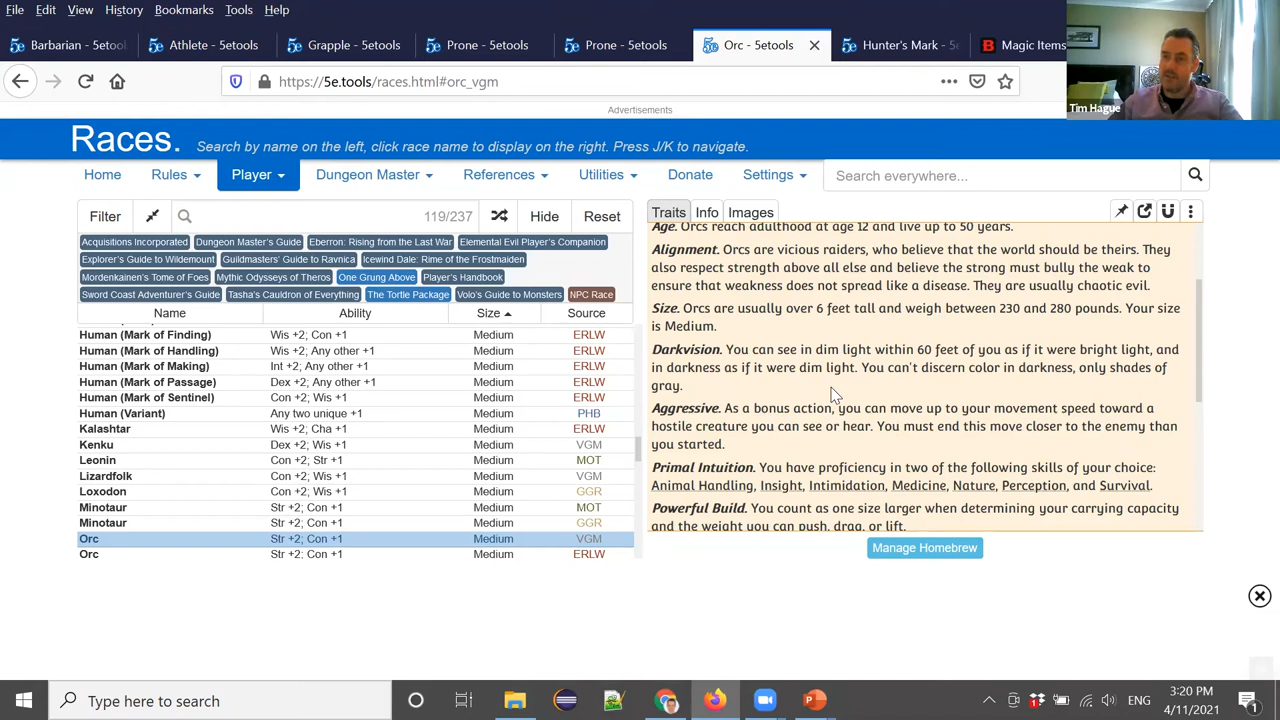 File Edit View History Bookmarks Tools Help
Barbarian - 5etool
Athlete - 5etools
Grapple - 5etools
Prone - 5etools
Prone - 5etools
Orc - 5etools
Hunter's Mark - 5
Magic Items
https://5e.tools/races.html#orc_vgm
Tim Hague
Advertisements
Races. Search by name on the left, click race name to display on the right. Press J/K to navigate.
Home Rules Player Dungeon Master References Utilities Donate Settings Search everywhere...
Filter 119/237 Hide Reset
Acquisitions Incorporated Dungeon Master's Guide Eberron: Rising from the Last War Elemental Evil Player's Companion
Explorer's Guide to Wildemount Guildmasters' Guide to Ravnica Icewind Dale: Rime of the Frostmaiden
Mordenkainen's Tome of Foes Mythic Odysseys of Theros One Grung Above Player's Handbook
Sword Coast Adventurer's Guide Tasha's Cauldron of Everything The Tortle Package Volo's Guide to Monsters NPC Race
Name Ability Size Source
Human (Mark of Finding) Wis +2; Con +1 Medium ERLW
Human (Mark of Handling) Wis +2; Any other +1 Medium ERLW
Human (Mark of Making) Int +2; Any other +1 Medium ERLW
Human (Mark of Passage) Dex +2; Any other +1 Medium ERLW
Human (Mark of Sentinel) Con +2; Wis +1 Medium ERLW
Human (Variant) Any two unique +1 Medium PHB
Kalashtar Wis +2; Cha +1 Medium ERLW
Kenku Dex +2; Wis +1 Medium VGM
Leonin Con +2; Str +1 Medium MOT
Lizardfolk Con +2; Wis +1 Medium VGM
Loxodon Con +2; Wis +1 Medium GGR
Minotaur Str +2; Con +1 Medium MOT
Minotaur Str +2; Con +1 Medium GGR
Orc Str +2; Con +1 Medium VGM
Orc Str +2; Con +1 Medium ERLW
Traits Info Images
Age. Orcs reach adulthood at age 12 and live up to 50 years.
Alignment. Orcs are vicious raiders, who believe that the world should be theirs. They
also respect strength above all else and believe the strong must bully the weak to
ensure that weakness does not spread like a disease. They are usually chaotic evil.
Size. Orcs are usually over 6 feet tall and weigh between 230 and 280 pounds. Your size
is Medium.
Darkvision. You can see in dim light within 60 feet of you as if it were bright light, and
in darkness as if it were dim light. You can't discern color in darkness, only shades of
gray.
Aggressive. As a bonus action, you can move up to your movement speed toward a
hostile creature you can see or hear. You must end this move closer to the enemy than
you started.
Primal Intuition. You have proficiency in two of the following skills of your choice:
Animal Handling, Insight, Intimidation, Medicine, Nature, Perception, and Survival.
Powerful Build. You count as one size larger when determining your carrying capacity
and the weight you can push, drag, or lift.
Manage Homebrew
Type here to search
ENG
3:20 PM
4/11/2021